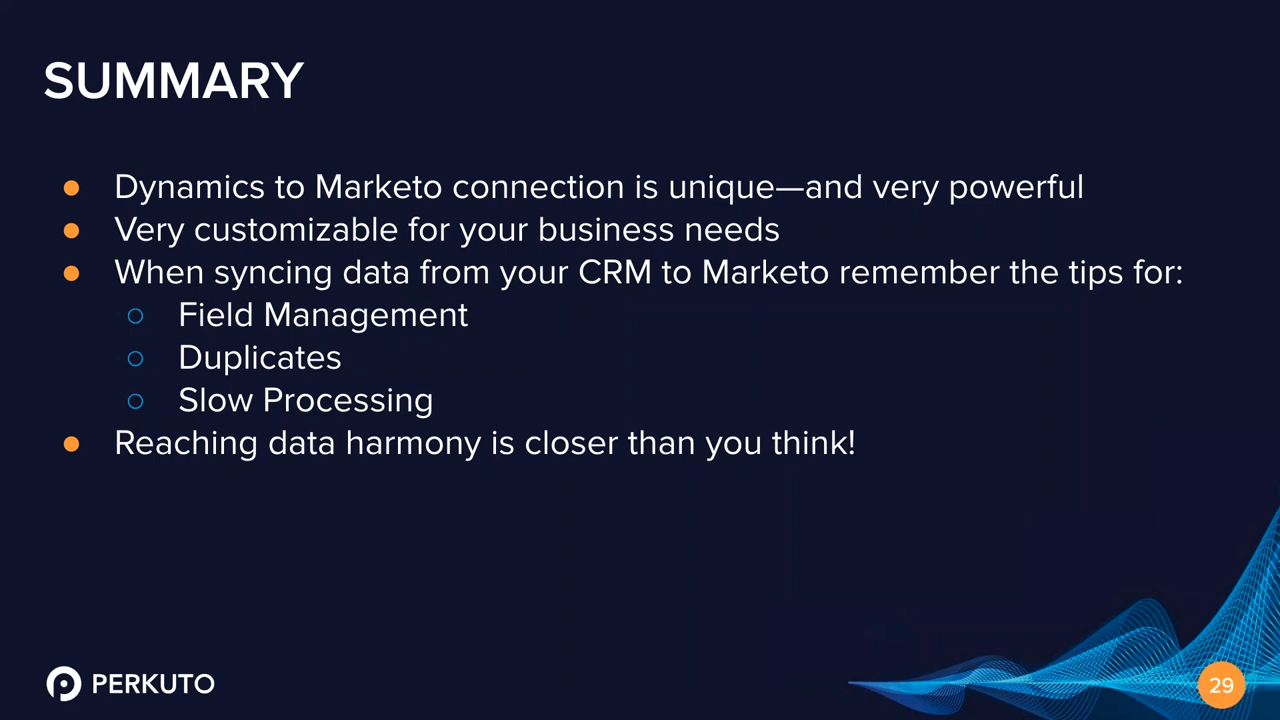 SUMMARY
● Dynamics to Marketo connection is unique—and very powerful
● Very customizable for your business needs
● When syncing data from your CRM to Marketo remember the tips for:
○ Field Management
○ Duplicates
○ Slow Processing
● Reaching data harmony is closer than you think!
PERKUTO
29